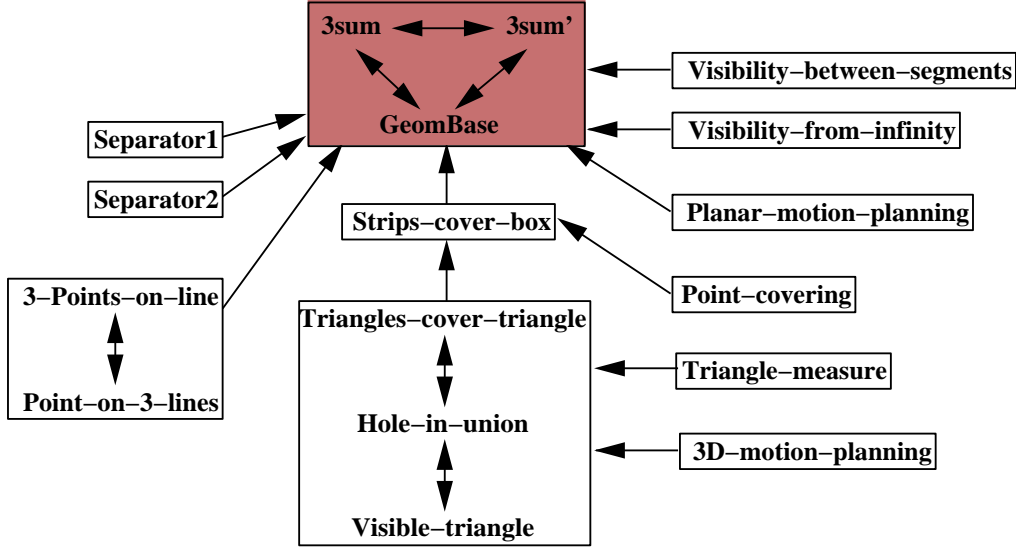 3sum
3sum’
GeomBase
Visibility–between–segments
Visibility–from–infinity
Separator1
Separator2
Planar–motion–planning
Strips–cover–box
3–Points–on–line
Point–on–3–lines
Point–covering
Triangles–cover–triangle
Triangle–measure
Hole–in–union
3D–motion–planning
Visible–triangle